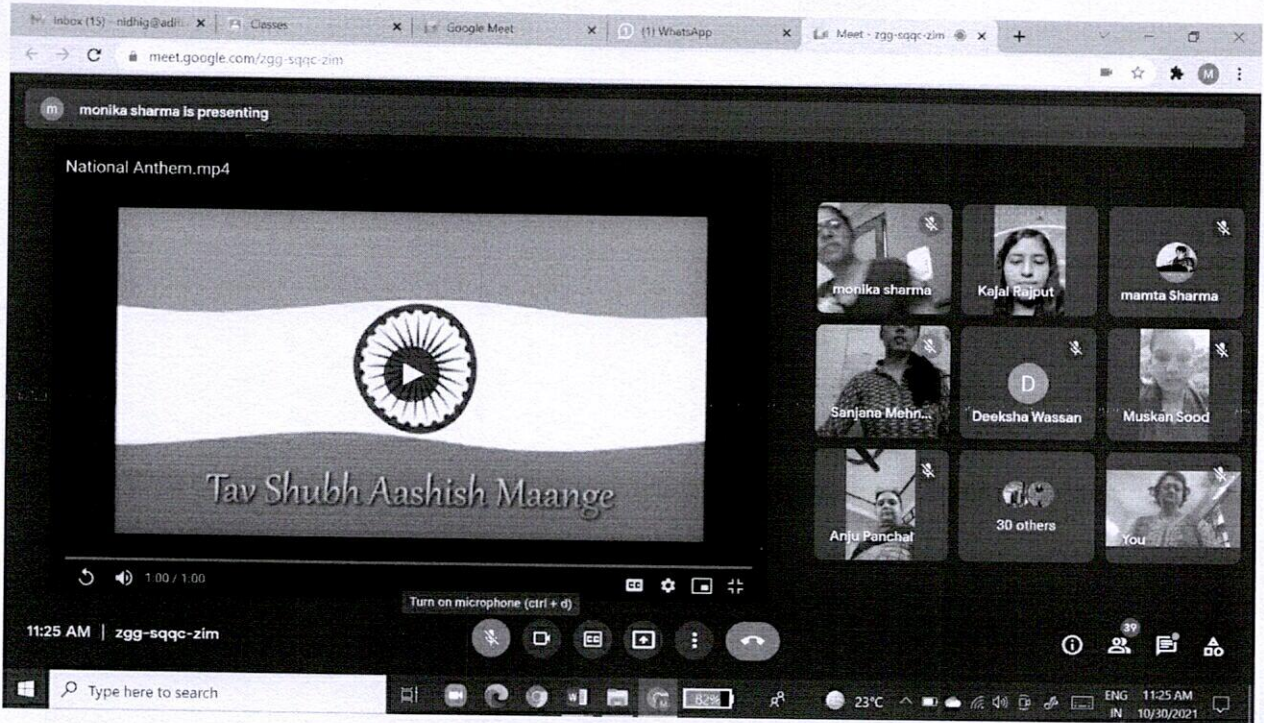 Inbox (15) - nidhig@adit
Classes
Google Meet
(1) WhatsApp
Meet - zgg-sqqc-zim
meet.google.com/zgg-sqqc-zim
M
m
monika sharma is presenting
National Anthem.mp4
Tav Shubh Aashish Maange
1:00 / 1:00
CC
monika sharma
Kajal Rajput
mamta Sharma
Sanjana Mehn...
D
Deeksha Wassan
Muskan Sood
Anju Panchal
30 others
You
Turn on microphone (ctrl + d)
11:25 AM | zgg-sqqc-zim
39
Type here to search
82%
23°C
ENG
IN
11:25 AM
10/30/2021